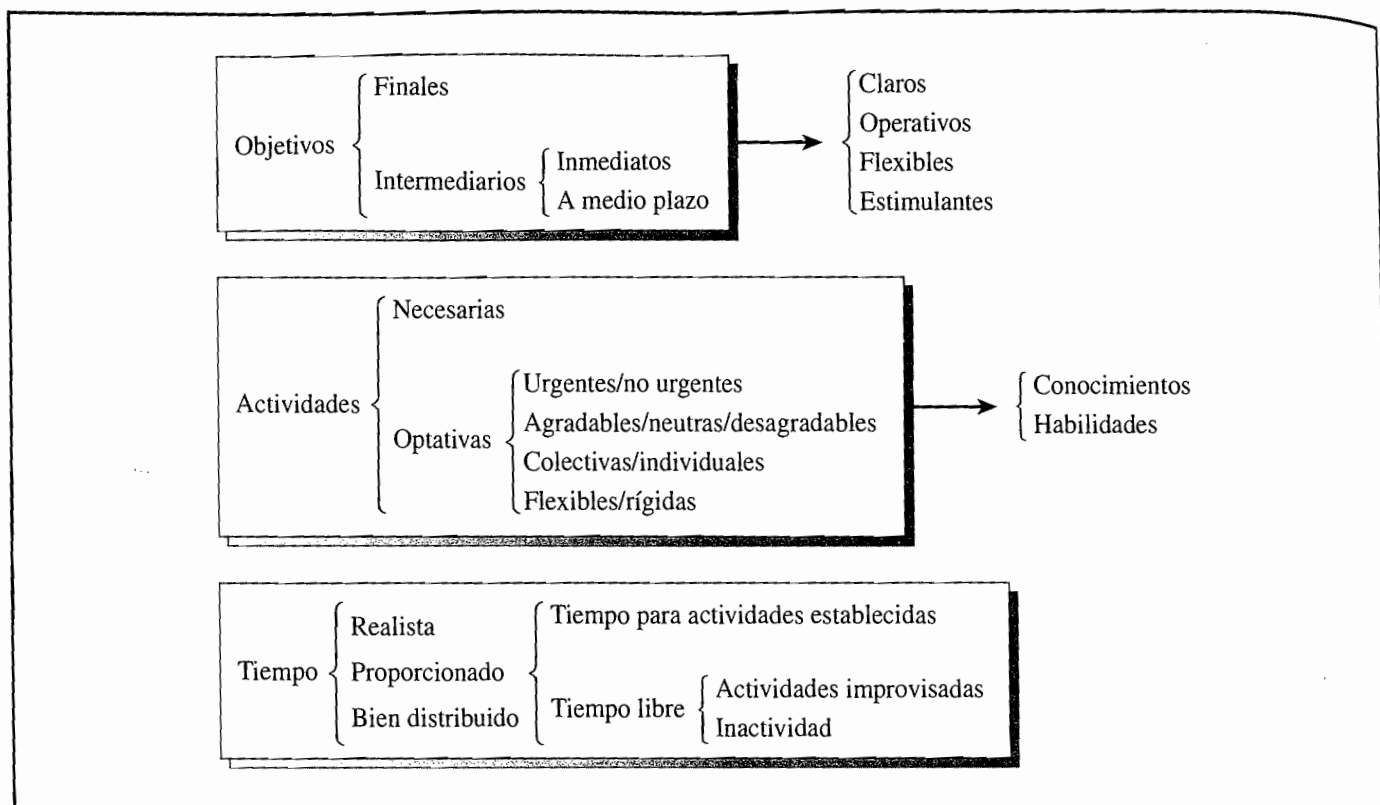 Objetivos
Finales
Intermediarios
Inmediatos
A medio plazo
Claros
Operativos
Flexibles
Estimulantes
Actividades
Necesarias
Optativas
Urgentes/no urgentes
Agradables/neutras/desagradables
Colectivas/individuales
Flexibles/rígidas
Conocimientos
Habilidades
Tiempo
Realista
Proporcionado
Bien distribuido
Tiempo para actividades establecidas
Tiempo libre
Actividades improvisadas
Inactividad